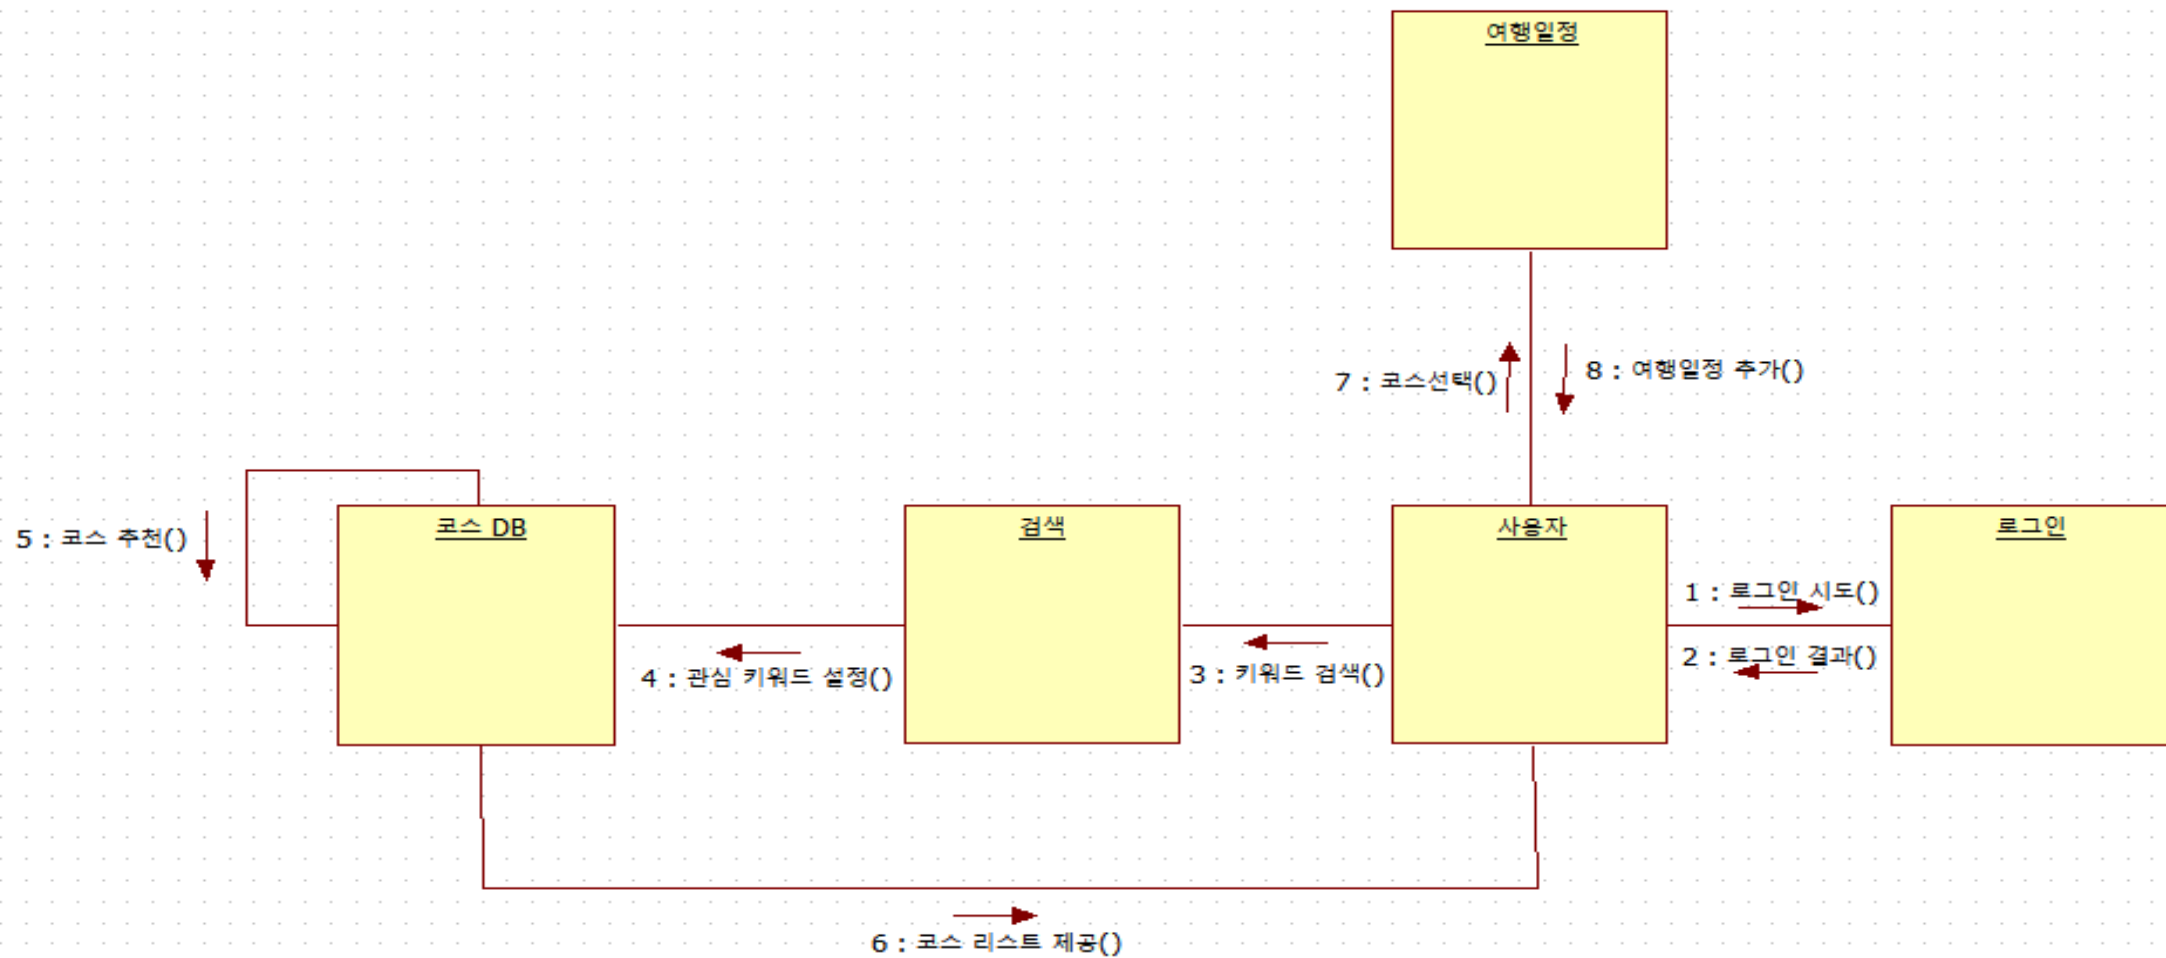 여행일정
7 : 코스선택()
8 : 여행일정 추가()
코스 DB
검색
사용자
로그인
5 : 코스 추천()
1 : 로그인 시도()
2 : 로그인 결과()
4 : 관심 키워드 설정()
3 : 키워드 검색()
6 : 코스 리스트 제공()